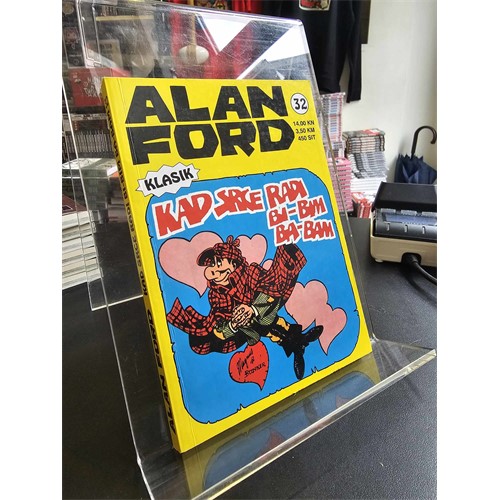 ALAN
FORD
32
14,00 KN
3,50 KM
450 SIT
KLASIK
KAD SRCE RADI
BI-BIM
BA-BAM